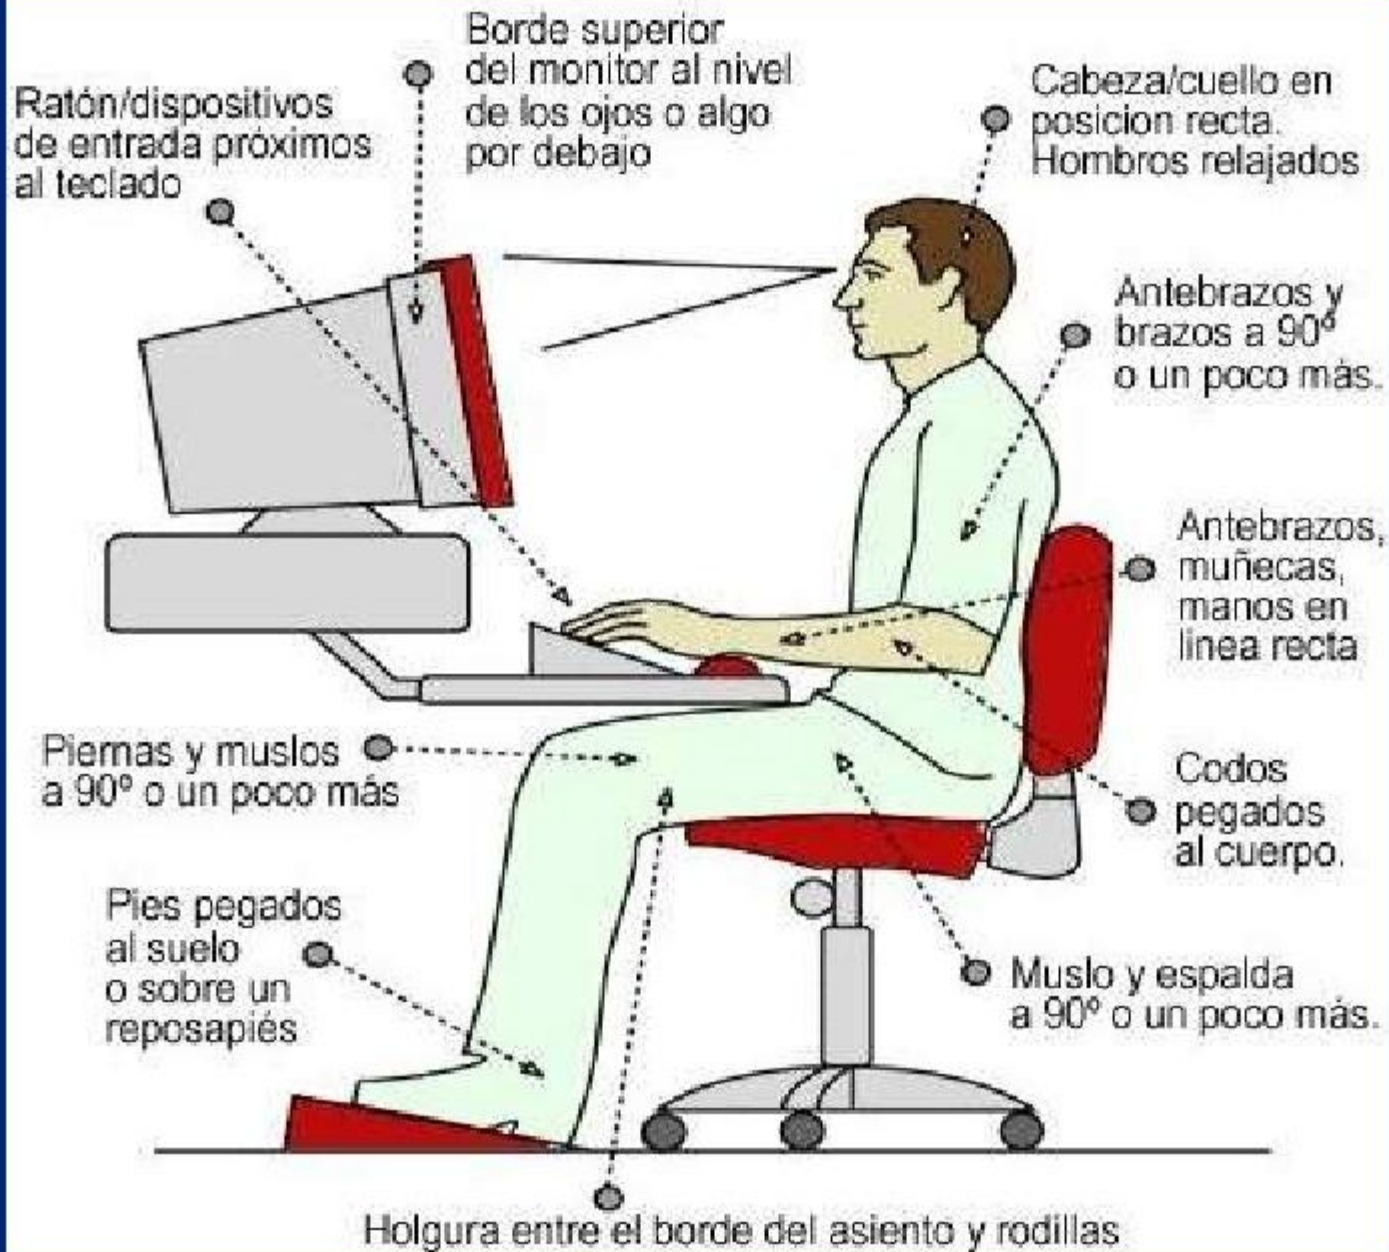 Borde superior
del monitor al nivel
de los ojos o algo
por debajo
Ratón/dispositivos
de entrada próximos
al teclado
Cabeza/cuello en
posicion recta.
Hombros relajados
Antebrazos y
brazos a 90º
o un poco más.
Antebrazos,
muñecas,
manos en
linea recta
Piernas y muslos
a 90º o un poco más
Codos
pegados
al cuerpo.
Pies pegados
al suelo
o sobre un
reposapiés
Muslo y espalda
a 90º o un poco más.
Holgura entre el borde del asiento y rodillas